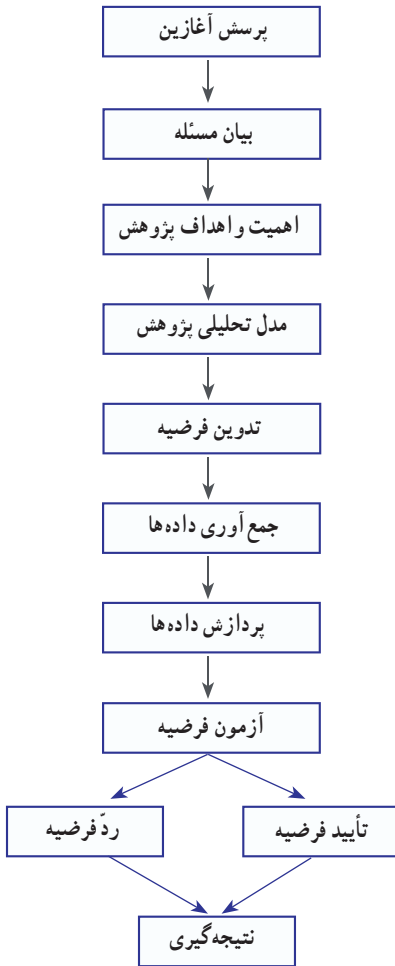 پرسش آغازین
بیان مسئله
اهمیت و اهداف پژوهش
مدل تحلیلی پژوهش
تدوین فرضیه
جمع آوری داده‌ها
پردازش داده‌ها
آزمون فرضیه
تأیید فرضیه
ردّ فرضیه
نتیجه‌گیری